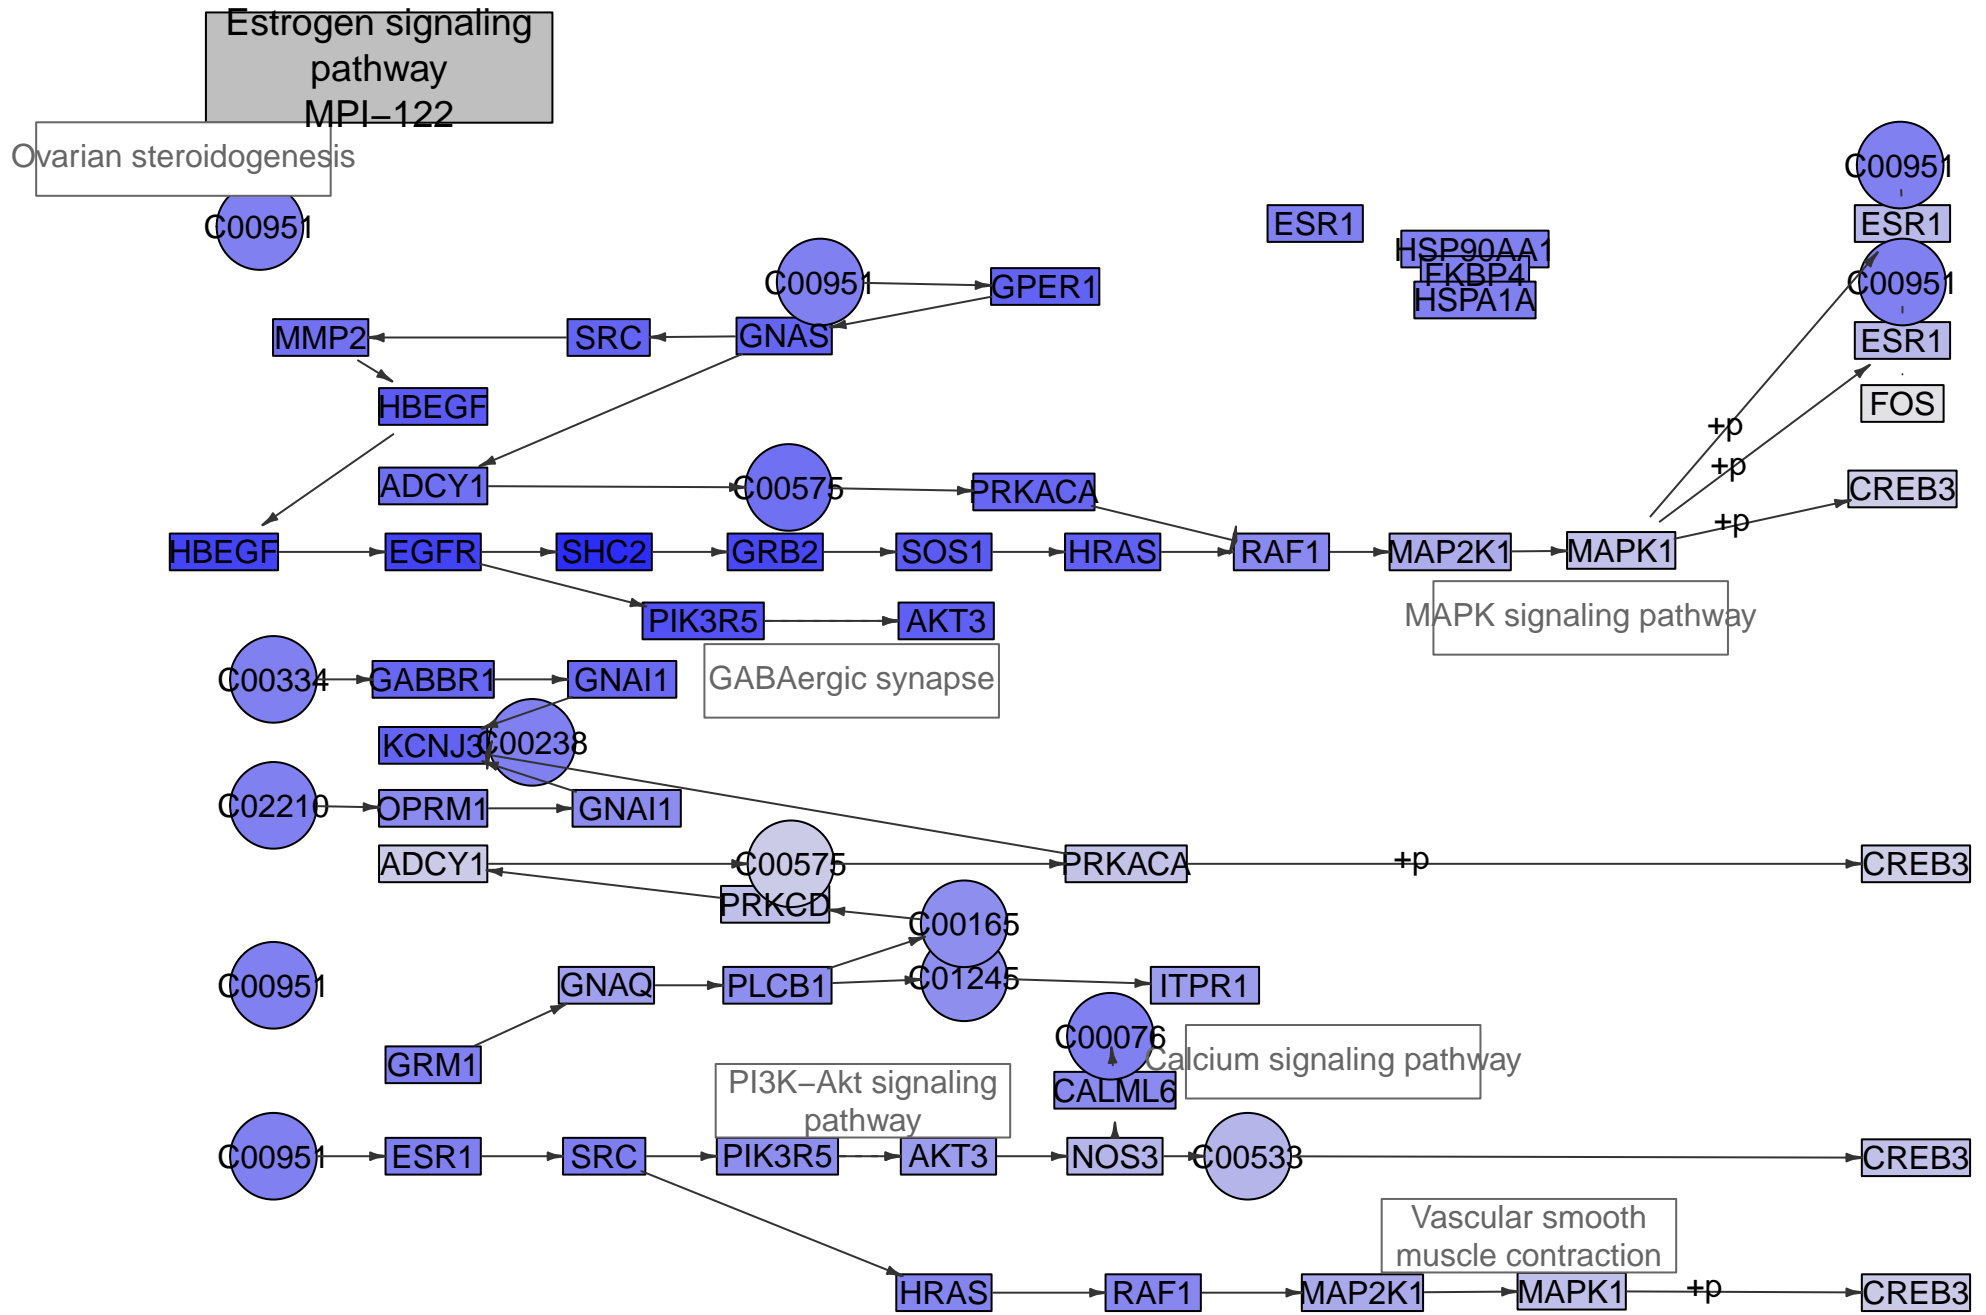 Estrogen signaling
pathway
MPI−122
Ovarian steroidogenesis
C00951
C00951
ESR1
ESR1
C00951
HSP90AA1
FKBP4
HSPA1A
C00951
GPER1
C00951
MMP2
SRC
GNAS
ESR1
HBEGF
FOS
+p
+p
ADCY1
C00575
PRKACA
CREB3
+p
HBEGF
EGFR
SHC2
GRB2
SOS1
HRAS
RAF1
MAP2K1
MAPK1
PIK3R5
AKT3
MAPK signaling pathway
C00334
GABBR1
GNAI1
GABAergic synapse
KCNJ3
C00238
C02210
OPRM1
GNAI1
ADCY1
C00575
PRKACA
+p
CREB3
PRKCD
C00165
C00951
GNAQ
PLCB1
C01245
ITPR1
C00076
Calcium signaling pathway
GRM1
CALML6
PI3K−Akt signaling
pathway
C00951
ESR1
SRC
PIK3R5
AKT3
NOS3
C00533
CREB3
Vascular smooth
muscle contraction
HRAS
RAF1
MAP2K1
MAPK1
+p
CREB3